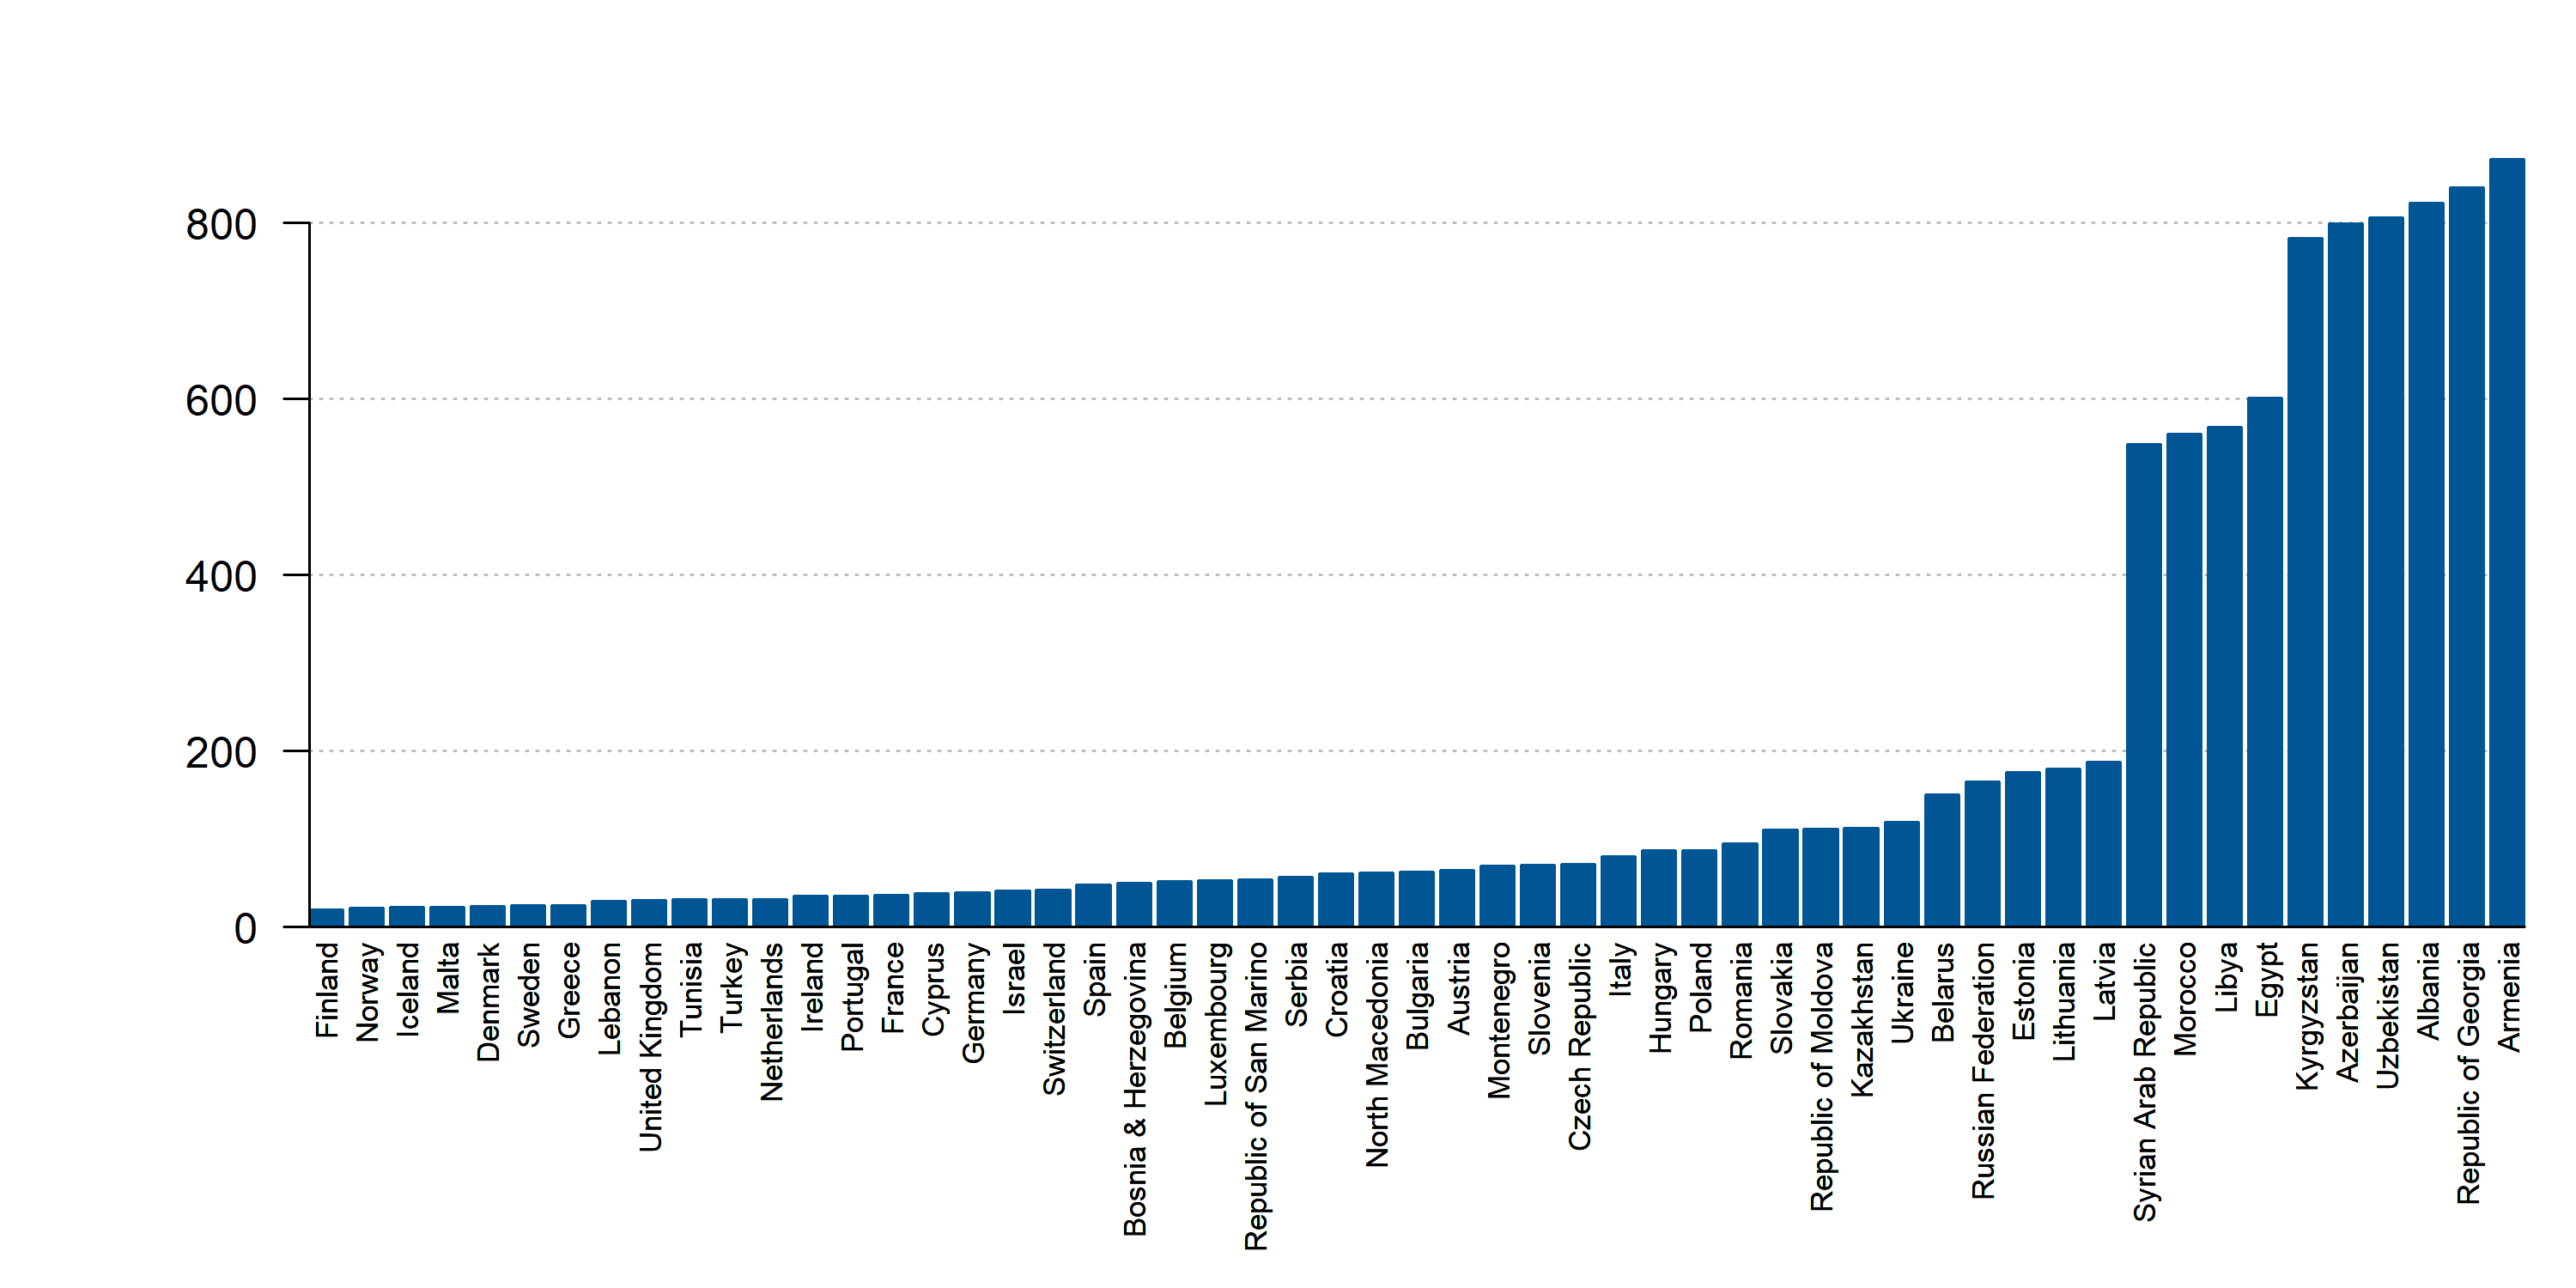 800
600
400
200
0
Finland
Norway
Iceland
Malta
Denmark
Sweden
Greece
Lebanon
United Kingdom
Tunisia
Turkey
Netherlands
Ireland
Portugal
France
Cyprus
Germany
Israel
Switzerland
Spain
Bosnia & Herzegovina
Belgium
Luxembourg
Republic of San Marino
Serbia
Croatia
North Macedonia
Bulgaria
Austria
Montenegro
Slovenia
Czech Republic
Italy
Hungary
Poland
Romania
Slovakia
Republic of Moldova
Kazakhstan
Ukraine
Belarus
Russian Federation
Estonia
Lithuania
Latvia
Syrian Arab Republic
Morocco
Libya
Egypt
Kyrgyzstan
Azerbaijan
Uzbekistan
Albania
Republic of Georgia
Armenia